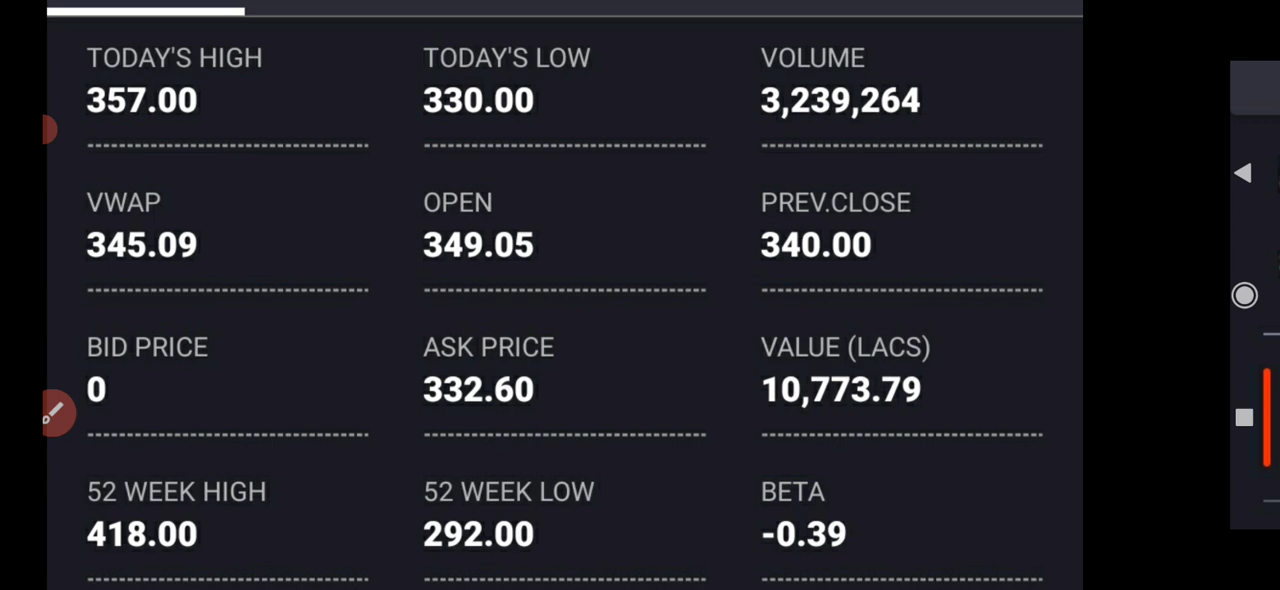 TODAY'S HIGH TODAY'S LOW VOLUME
357.00 330.00 3,239,264
VWAP OPEN PREV.CLOSE
345.09 349.05 340.00
BID PRICE ASK PRICE VALUE (LACS)
0 332.60 10,773.79
52 WEEK HIGH 52 WEEK LOW BETA
418.00 292.00 -0.39